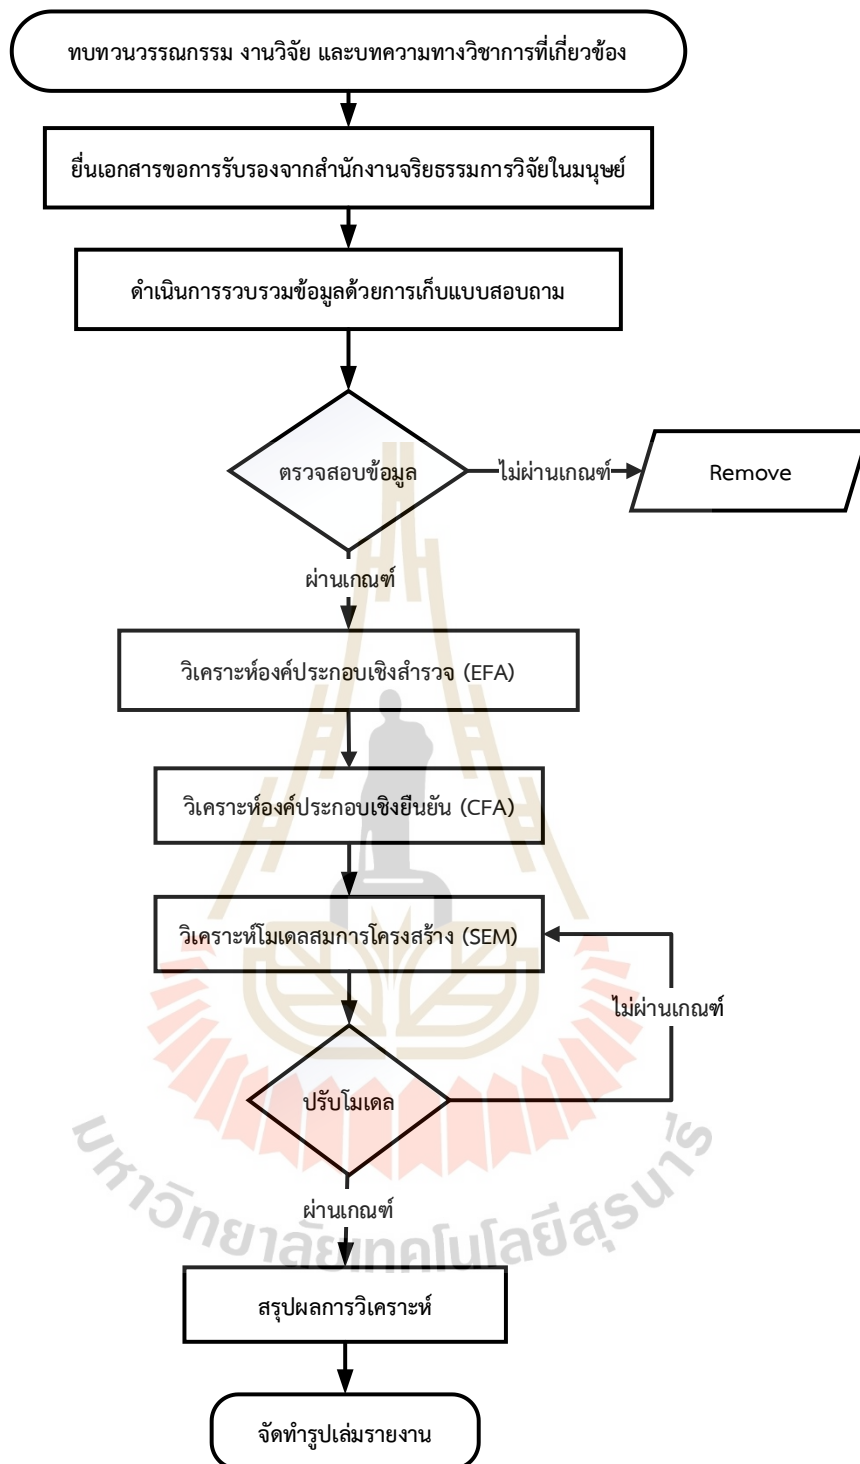 ทบทวนวรรณกรรม งานวิจัย และบทความทางวิชาการที่เกี่ยวข้อง
ยื่นเอกสารขอการรับรองจากสำนักงานจริยธรรมการวิจัยในมนุษย์
ดำเนินการรวบรวมข้อมูลด้วยการเก็บแบบสอบถาม
ตรวจสอบข้อมูล
ไม่ผ่านเกณฑ์
Remove
ผ่านเกณฑ์
วิเคราะห์องค์ประกอบเชิงสำรวจ (EFA)
วิเคราะห์องค์ประกอบเชิงยืนยัน (CFA)
วิเคราะห์โมเดลสมการโครงสร้าง (SEM)
ไม่ผ่านเกณฑ์
ปรับโมเดล
ผ่านเกณฑ์
มหาวิทยาลัยเทคโนโลยีสุรนารี
สรุปผลการวิเคราะห์
จัดทำรูปเล่มรายงาน